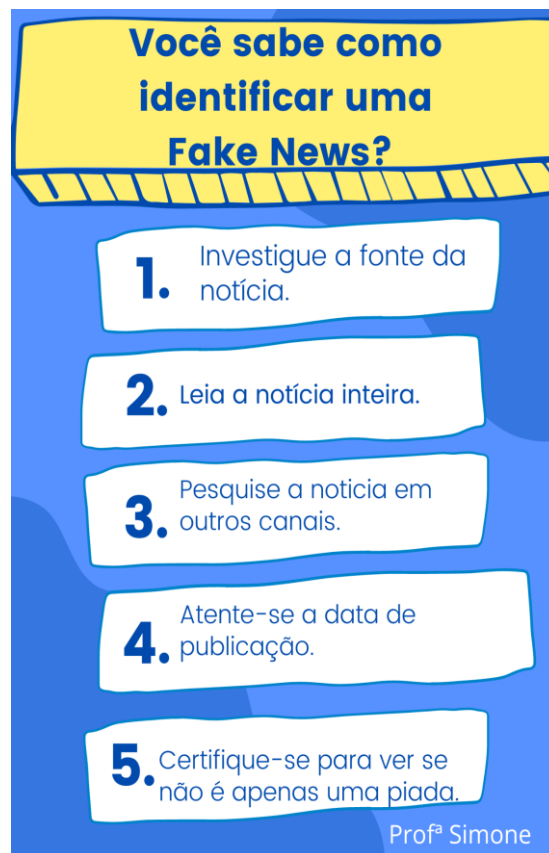 Você sabe como
identificar uma
Fake News?
1. Investigue a fonte da
notícia.
2. Leia a notícia inteira.
3. Pesquise a noticia em
outros canais.
4. Atente-se a data de
publicação.
5. Certifique-se para ver se
não é apenas uma piada.
Profª Simone